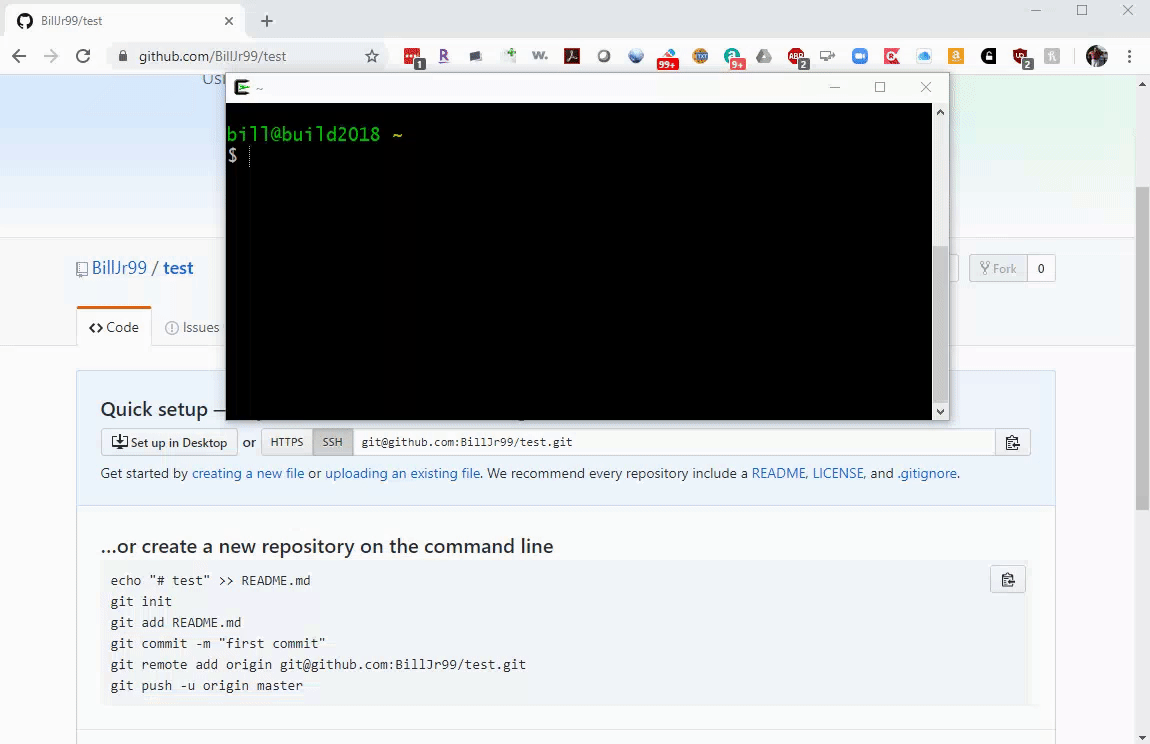 BillJr99/test
github.com/BillJr99/test
1
99+
2
9+
2
~
bill@build2018 ~
$
BillJr99 / test
Fork 0
Code Issues
Quick setup —
Set up in Desktop or HTTPS SSH git@github.com:BillJr99/test.git
Get started by creating a new file or uploading an existing file. We recommend every repository include a README, LICENSE, and .gitignore.
…or create a new repository on the command line
echo "# test" >> README.md
git init
git add README.md
git commit -m "first commit"
git remote add origin git@github.com:BillJr99/test.git
git push -u origin master